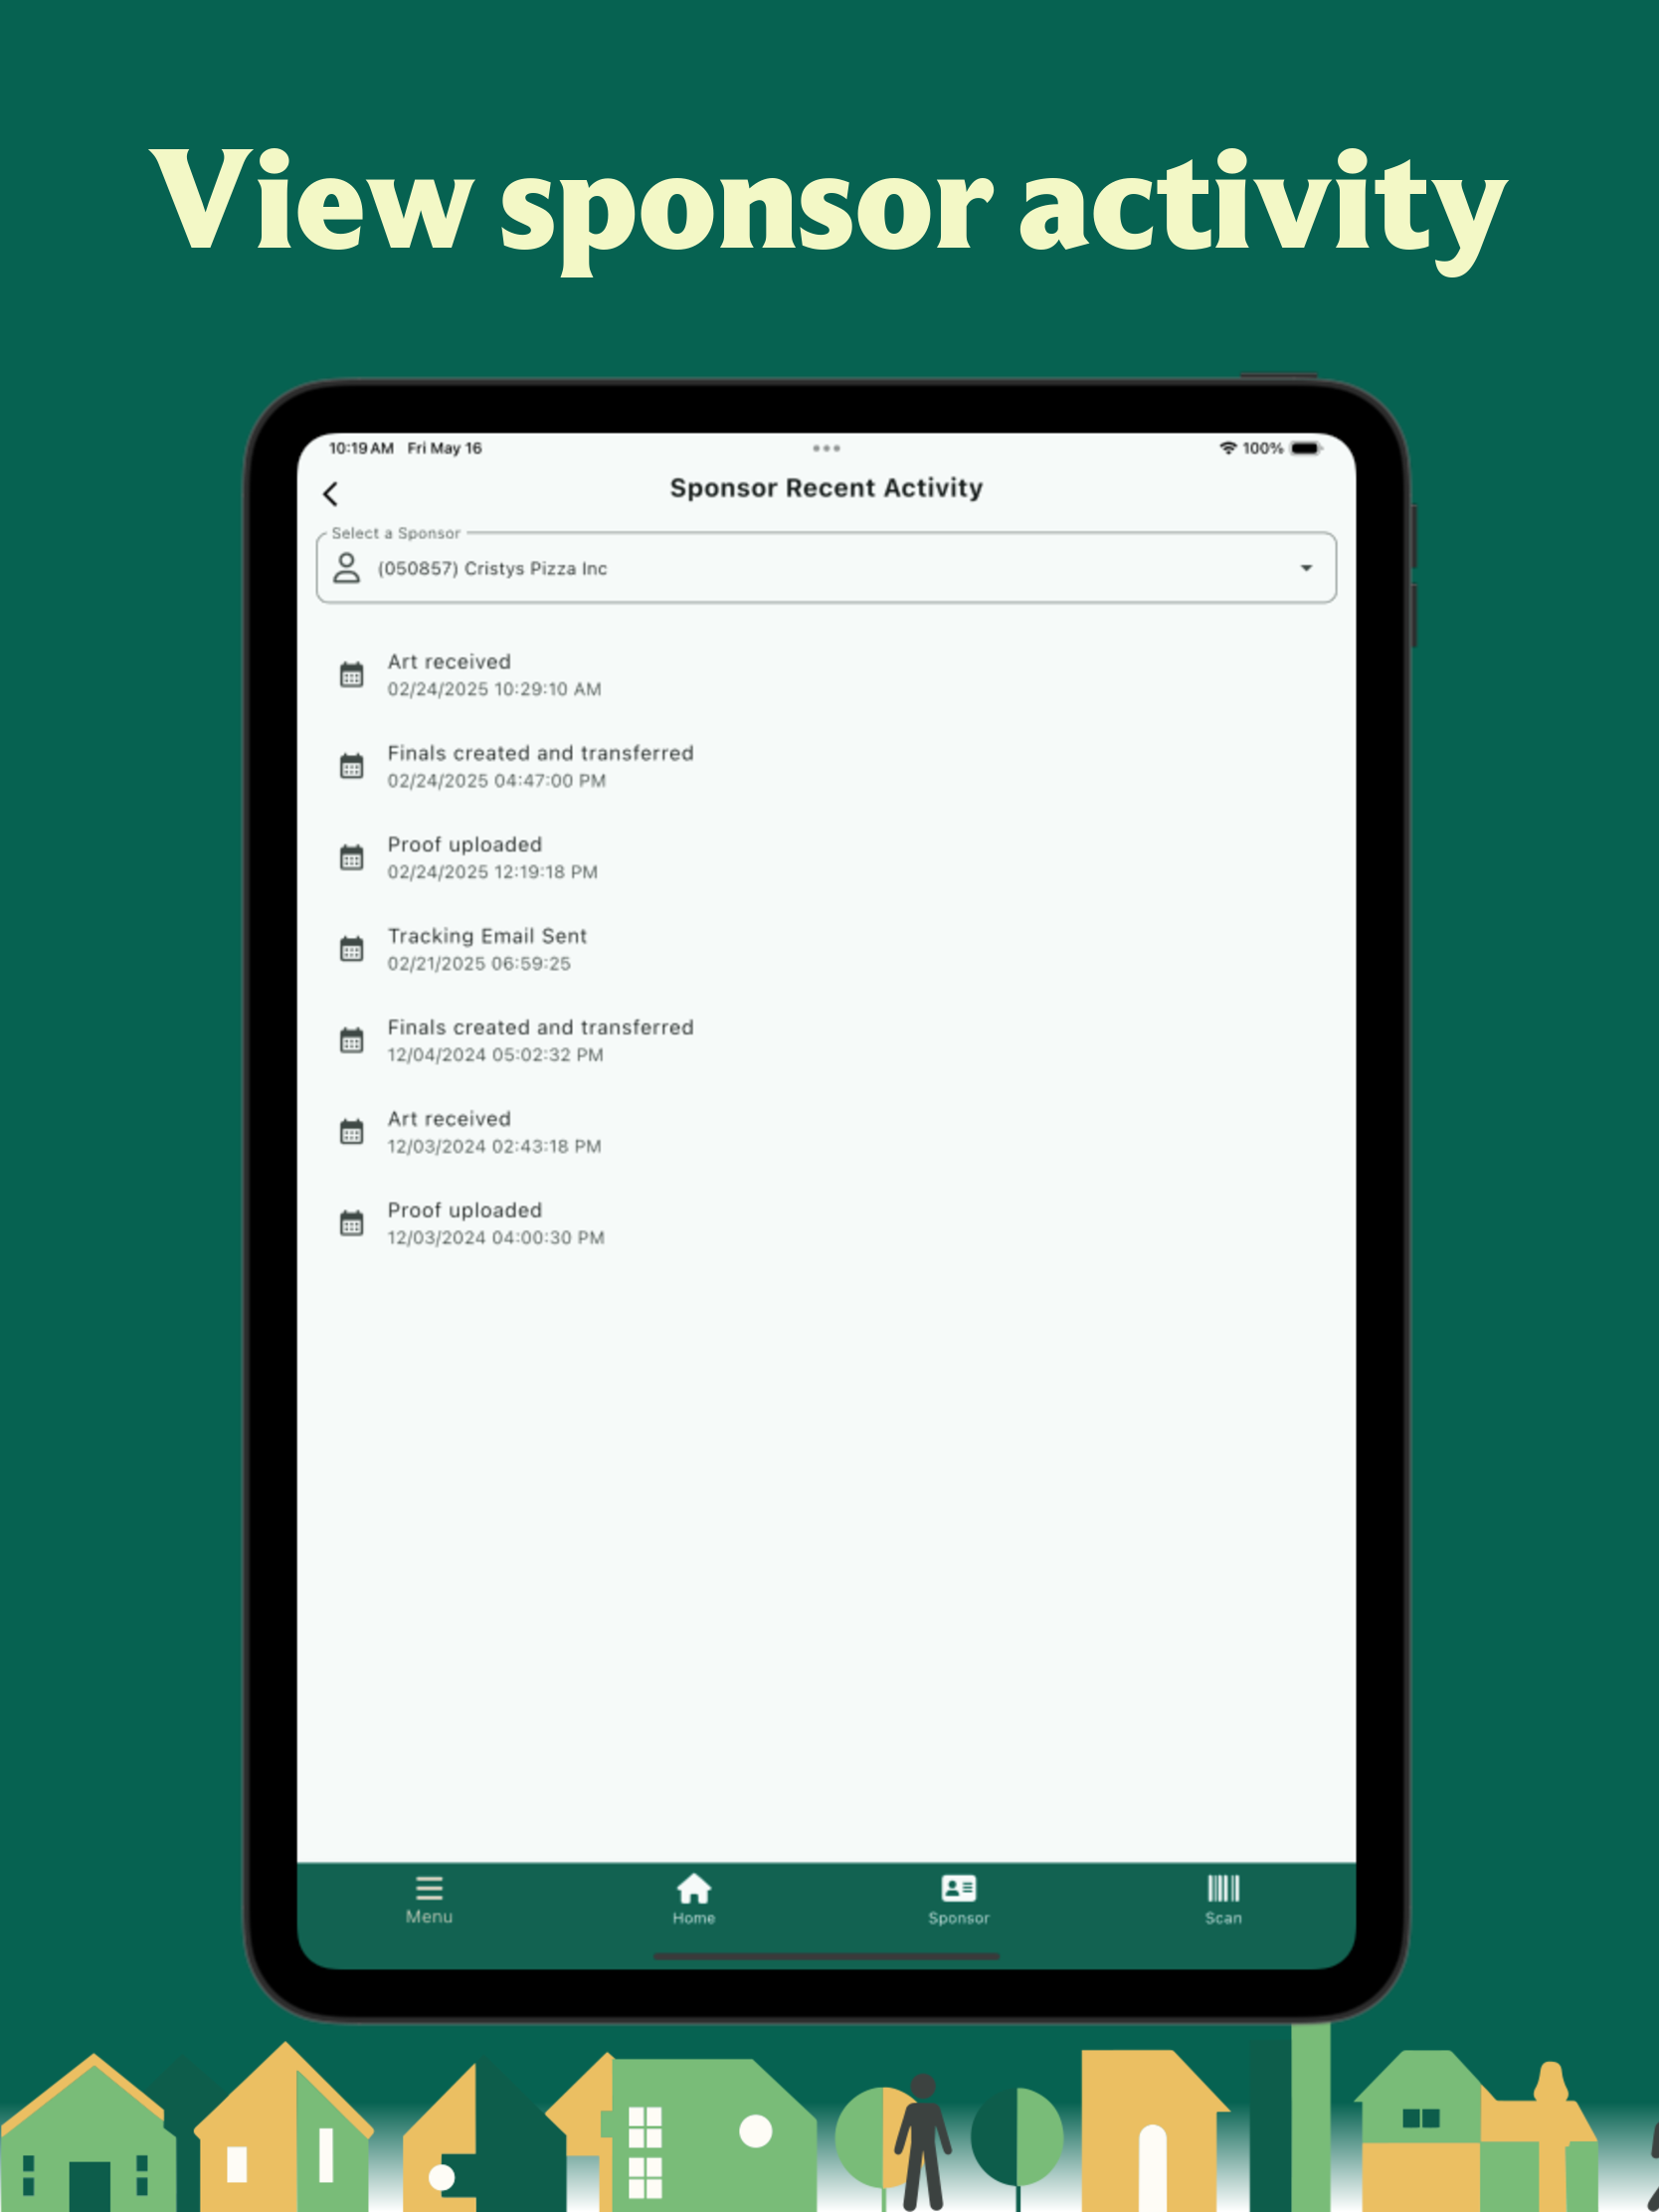 View sponsor activity
10:19 AM Fri May 16
100%
Sponsor Recent Activity
Select a Sponsor
(050857) Cristys Pizza Inc
Art received
02/24/2025 10:29:10 AM
Finals created and transferred
02/24/2025 04:47:00 PM
Proof uploaded
02/24/2025 12:19:18 PM
Tracking Email Sent
02/21/2025 06:59:25
Finals created and transferred
12/04/2024 05:02:32 PM
Art received
12/03/2024 02:43:18 PM
Proof uploaded
12/03/2024 04:00:30 PM
Menu
Home
Sponsor
Scan